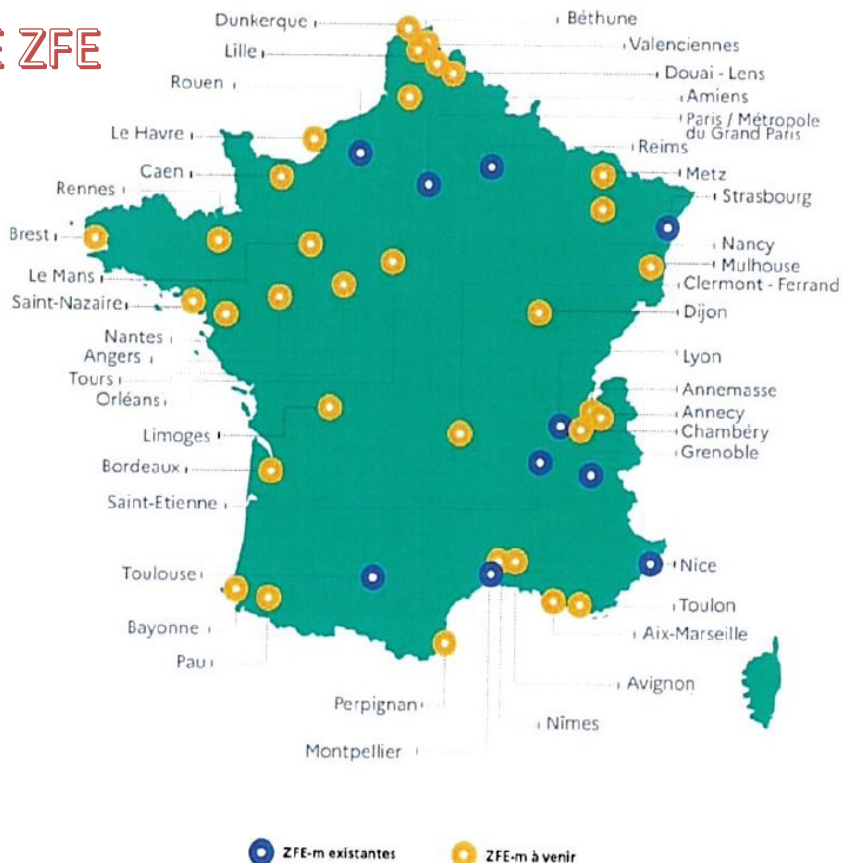 E ZFE
Dunkerque
Lille
Rouen
Le Havre
Caen
Rennes
Brest
Le Mans
Saint-Nazaire
Nantes
Angers
Tours
Orléans
Limoges
Bordeaux
Saint-Etienne
Toulouse
Bayonne
Pau
Perpignan
Montpellier
Béthune
Valenciennes
Douai - Lens
Amiens
Paris / Métropole
du Grand Paris
Reims
Metz
Strasbourg
Nancy
Mulhouse
Clermont - Ferrand
Dijon
Lyon
Annemasse
Annecy
Chambéry
Grenoble
Nice
Toulon
Aix-Marseille
Avignon
Nîmes
ZFE-m existantes
ZFE-m à venir